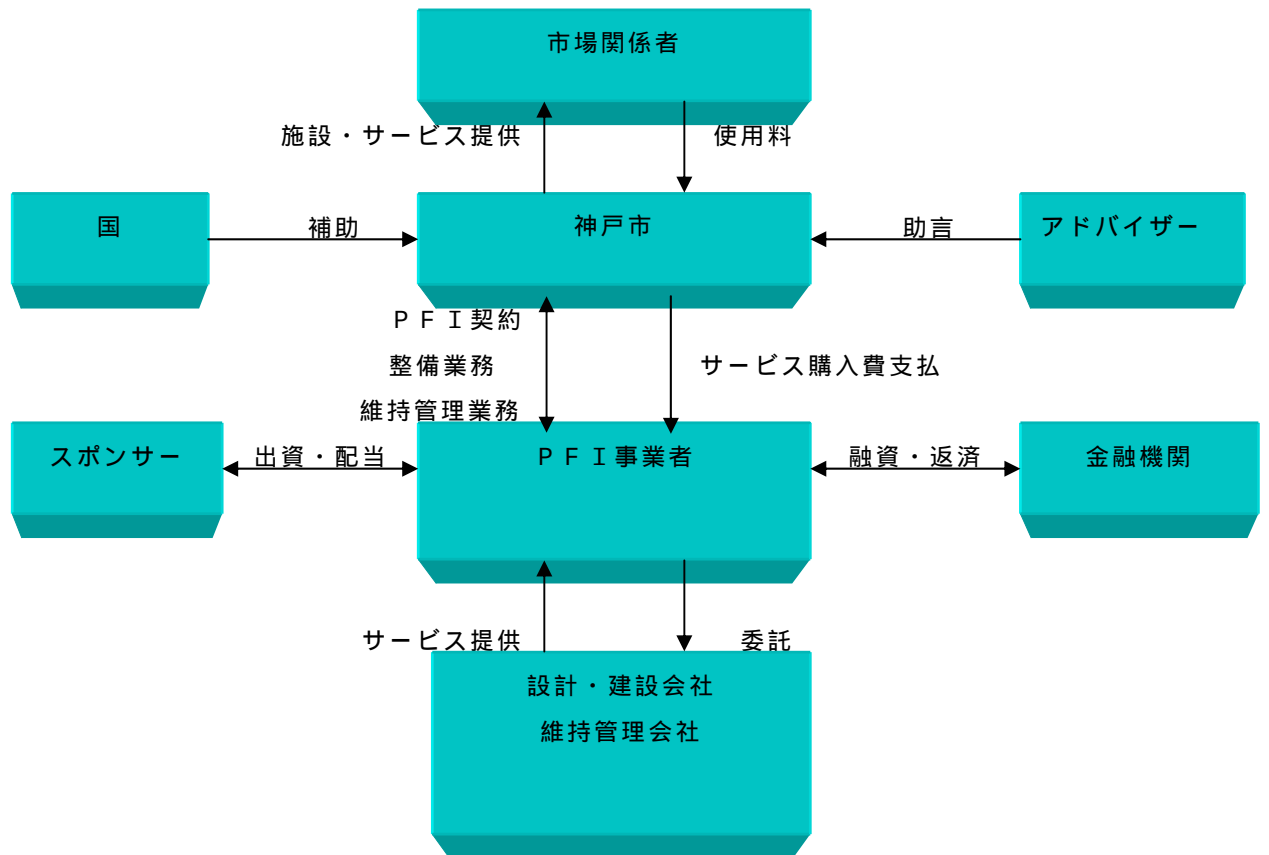 市場関係者
施設・サービス提供
使用料
国
補助
神戸市
助言
アドバイザー
ＰＦＩ契約
整備業務
維持管理業務
サービス購入費支払
スポンサー
出資・配当
ＰＦＩ事業者
融資・返済
金融機関
サービス提供
委託
設計・建設会社
維持管理会社